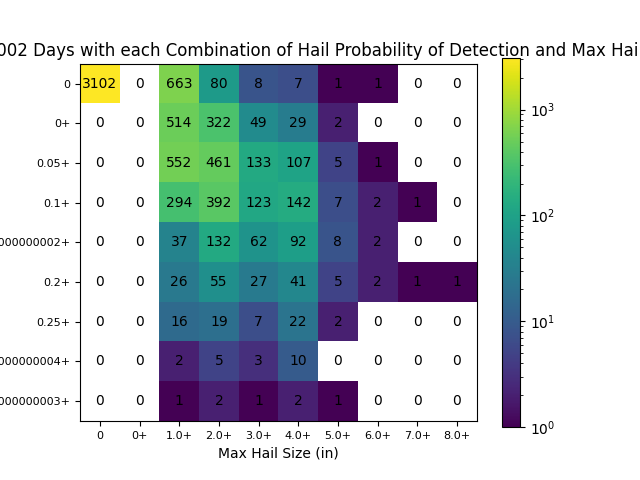 002 Days with each Combination of Hail Probability of Detection and Max Hai
0 3102 0 663 80 8 7 1 1 0 0
0+ 0 0 514 322 49 29 2 0 0 0
0.05+ 0 0 552 461 133 107 5 1 0 0
0.1+ 0 0 294 392 123 142 7 2 1 0
000000002+ 0 0 37 132 62 92 8 2 0 0
0.2+ 0 0 26 55 27 41 5 2 1 1
0.25+ 0 0 16 19 7 22 2 0 0 0
000000004+ 0 0 2 5 3 10 0 0 0 0
000000003+ 0 0 1 2 1 2 1 0 0 0
0 0+ 1.0+ 2.0+ 3.0+ 4.0+ 5.0+ 6.0+ 7.0+ 8.0+
Max Hail Size (in)
10³
10²
10¹
10⁰